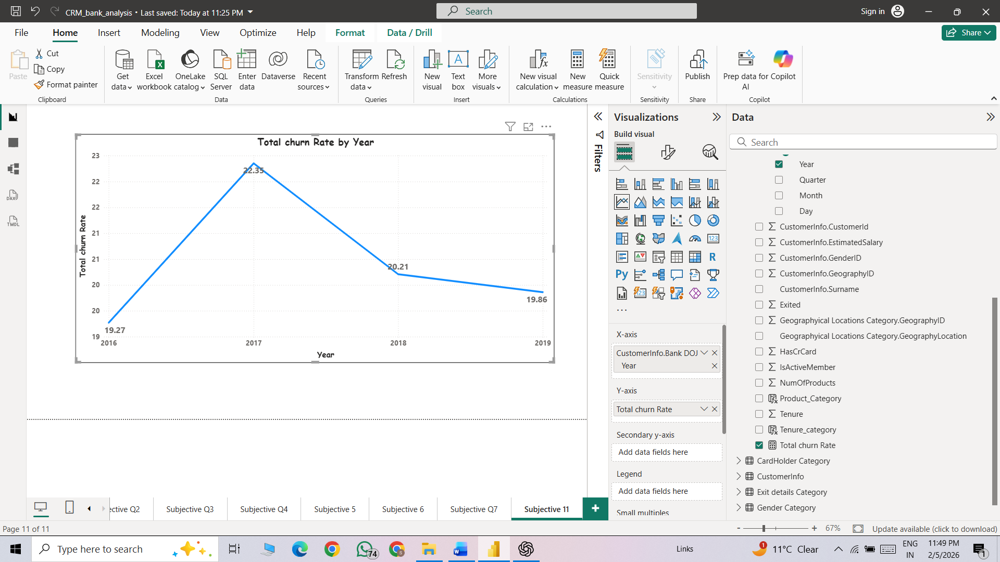 CRM_bank_analysis • Last saved: Today at 11:25 PM
Search
Sign in
File
Home
Insert
Modeling
View
Optimize
Help
Format
Data / Drill
Share
Paste
Cut
Copy
Format painter
Clipboard
Get data
Excel workbook
OneLake catalog
SQL Server
Enter data
Dataverse
Recent sources
Data
Transform data
Refresh
Queries
New visual
Text box
More visuals
Insert
New visual calculation
New measure
Quick measure
Calculations
Sensitivity
Sensitivity
Publish
Share
Prep data for AI
Copilot
Copilot
DAX
TMDL
Total churn Rate by Year
Total churn Rate
23
22
22
21
21
20
20
19
22.35
20.21
19.86
19.27
2016
2017
2018
2019
Year
Filters
Visualizations
Build visual
123
R
Py
123
...
X-axis
CustomerInfo.Bank DOJ
Year
Y-axis
Total churn Rate
Secondary y-axis
Add data fields here
Legend
Add data fields here
Small multiples
Data
Search
Year
Quarter
Month
Day
CustomerInfo.CustomerId
CustomerInfo.EstimatedSalary
CustomerInfo.GenderID
CustomerInfo.GeographyID
CustomerInfo.Surname
Exited
Geographyical Locations Category.GeographyID
Geographyical Locations Category.GeographyLocation
HasCrCard
IsActiveMember
NumOfProducts
Product_Category
Tenure
Tenure_category
Total churn Rate
CardHolder Category
CustomerInfo
Exit details Category
Gender Category
ective Q2
Subjective Q3
Subjective Q4
Subjective 5
Subjective 6
Subjective Q7
Subjective 11
Page 11 of 11
67%
Update available (click to download)
Type here to search
74
Links
1
11°C Clear
ENG
IN
11:49 PM
2/5/2026
1